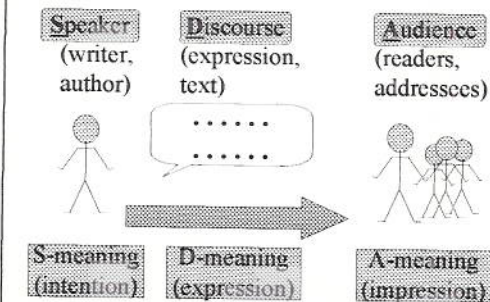 Speaker
(writer,
author)
Discourse
(expression,
text)
Audience
(readers,
addressees)
S-meaning
(intention)
D-meaning
(expression)
A-meaning
(impression)